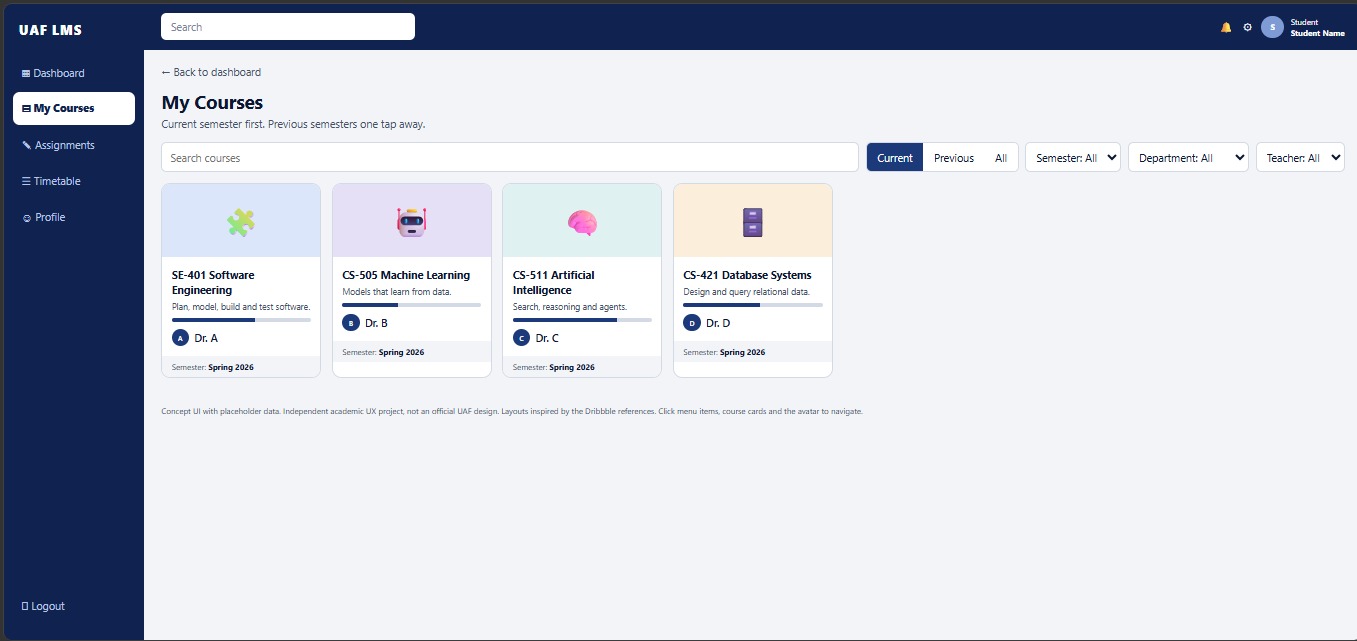 UAF LMS
Search
S
Student
Student Name
Dashboard
My Courses
Assignments
Timetable
Profile
Logout
← Back to dashboard
My Courses
Current semester first. Previous semesters one tap away.
Search courses
Current
Previous
All
Semester: All
Department: All
Teacher: All
SE-401 Software
Engineering
Plan, model, build and test software.
A
Dr. A
Semester: Spring 2026
CS-505 Machine Learning
Models that learn from data.
B
Dr. B
Semester: Spring 2026
CS-511 Artificial
Intelligence
Search, reasoning and agents.
C
Dr. C
Semester: Spring 2026
CS-421 Database Systems
Design and query relational data.
D
Dr. D
Semester: Spring 2026
Concept UI with placeholder data. Independent academic UX project, not an official UAF design. Layouts inspired by the Dribbble references. Click menu items, course cards and the avatar to navigate.